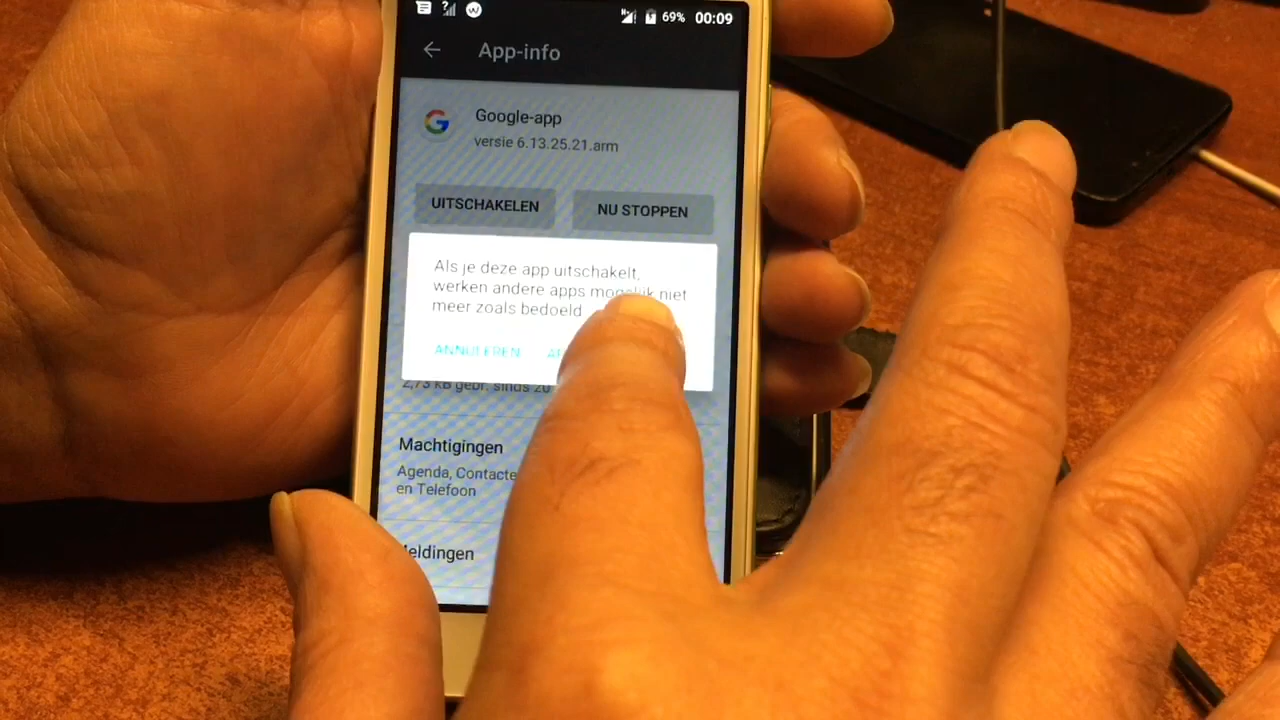 69% 00:09
App-info
Google-app
versie 6.13.25.21.arm
UITSCHAKELEN NU STOPPEN
Als je deze app uitschakelt,
werken andere apps mogelijk niet
meer zoals bedoeld
ANNULEREN
2,73 kB gebr. sinds 20
Machtigingen
Agenda, Contacte
en Telefoon
eldingen